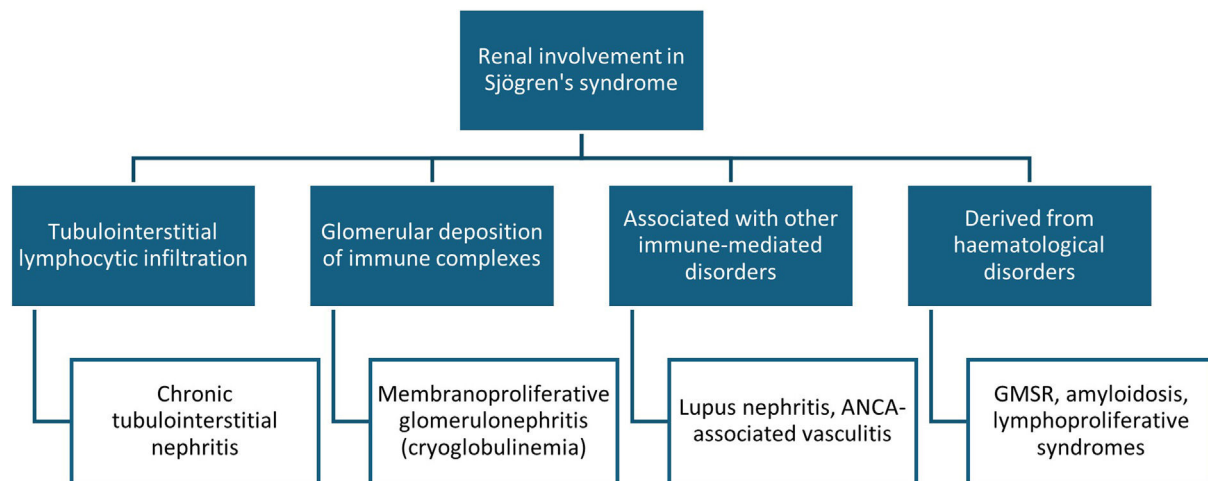 Renal involvement in
Sjögren's syndrome
Tubulointerstitial
lymphocytic infiltration
Glomerular deposition
of immune complexes
Associated with other
immune-mediated
disorders
Derived from
haematological
disorders
Chronic
tubulointerstitial
nephritis
Membranoproliferative
glomerulonephritis
(cryoglobulinemia)
Lupus nephritis, ANCA-
associated vasculitis
GMSR, amyloidosis,
lymphoproliferative
syndromes